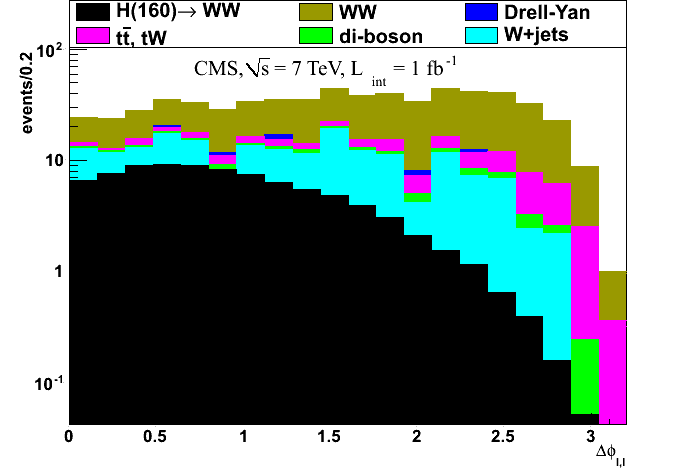 H(160)→ WW WW Drell-Yan
tt̄, tW di-boson W+jets
CMS, √s = 7 TeV, L int = 1 fb⁻¹
events/0.2
10²
10
1
10⁻¹
0 0.5 1 1.5 2 2.5 3
Δϕ l,l